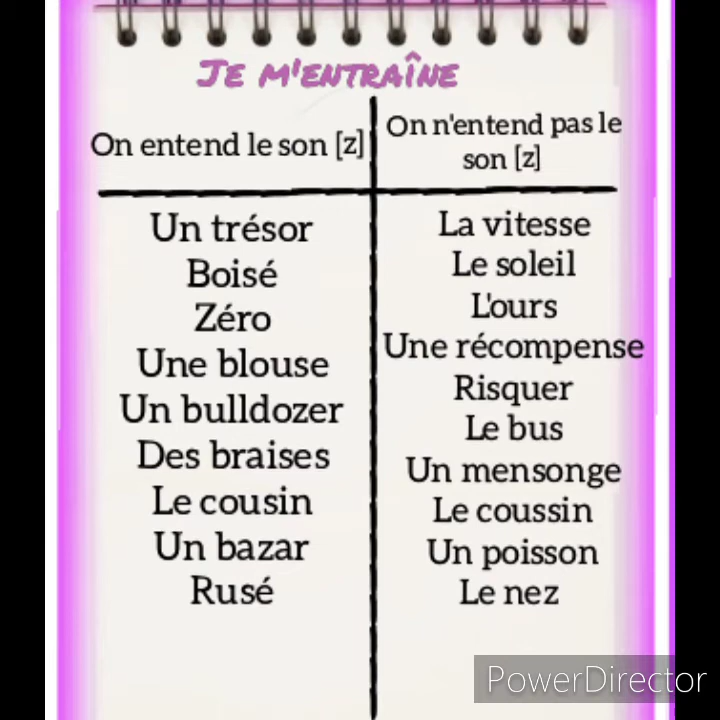 Je m'entraîne
On entend le son [z]
On n'entend pas le
son [z]
Un trésor
Boisé
Zéro
Une blouse
Un bulldozer
Des braises
Le cousin
Un bazar
Rusé
La vitesse
Le soleil
L'ours
Une récompense
Risquer
Le bus
Un mensonge
Le coussin
Un poisson
Le nez
PowerDirector